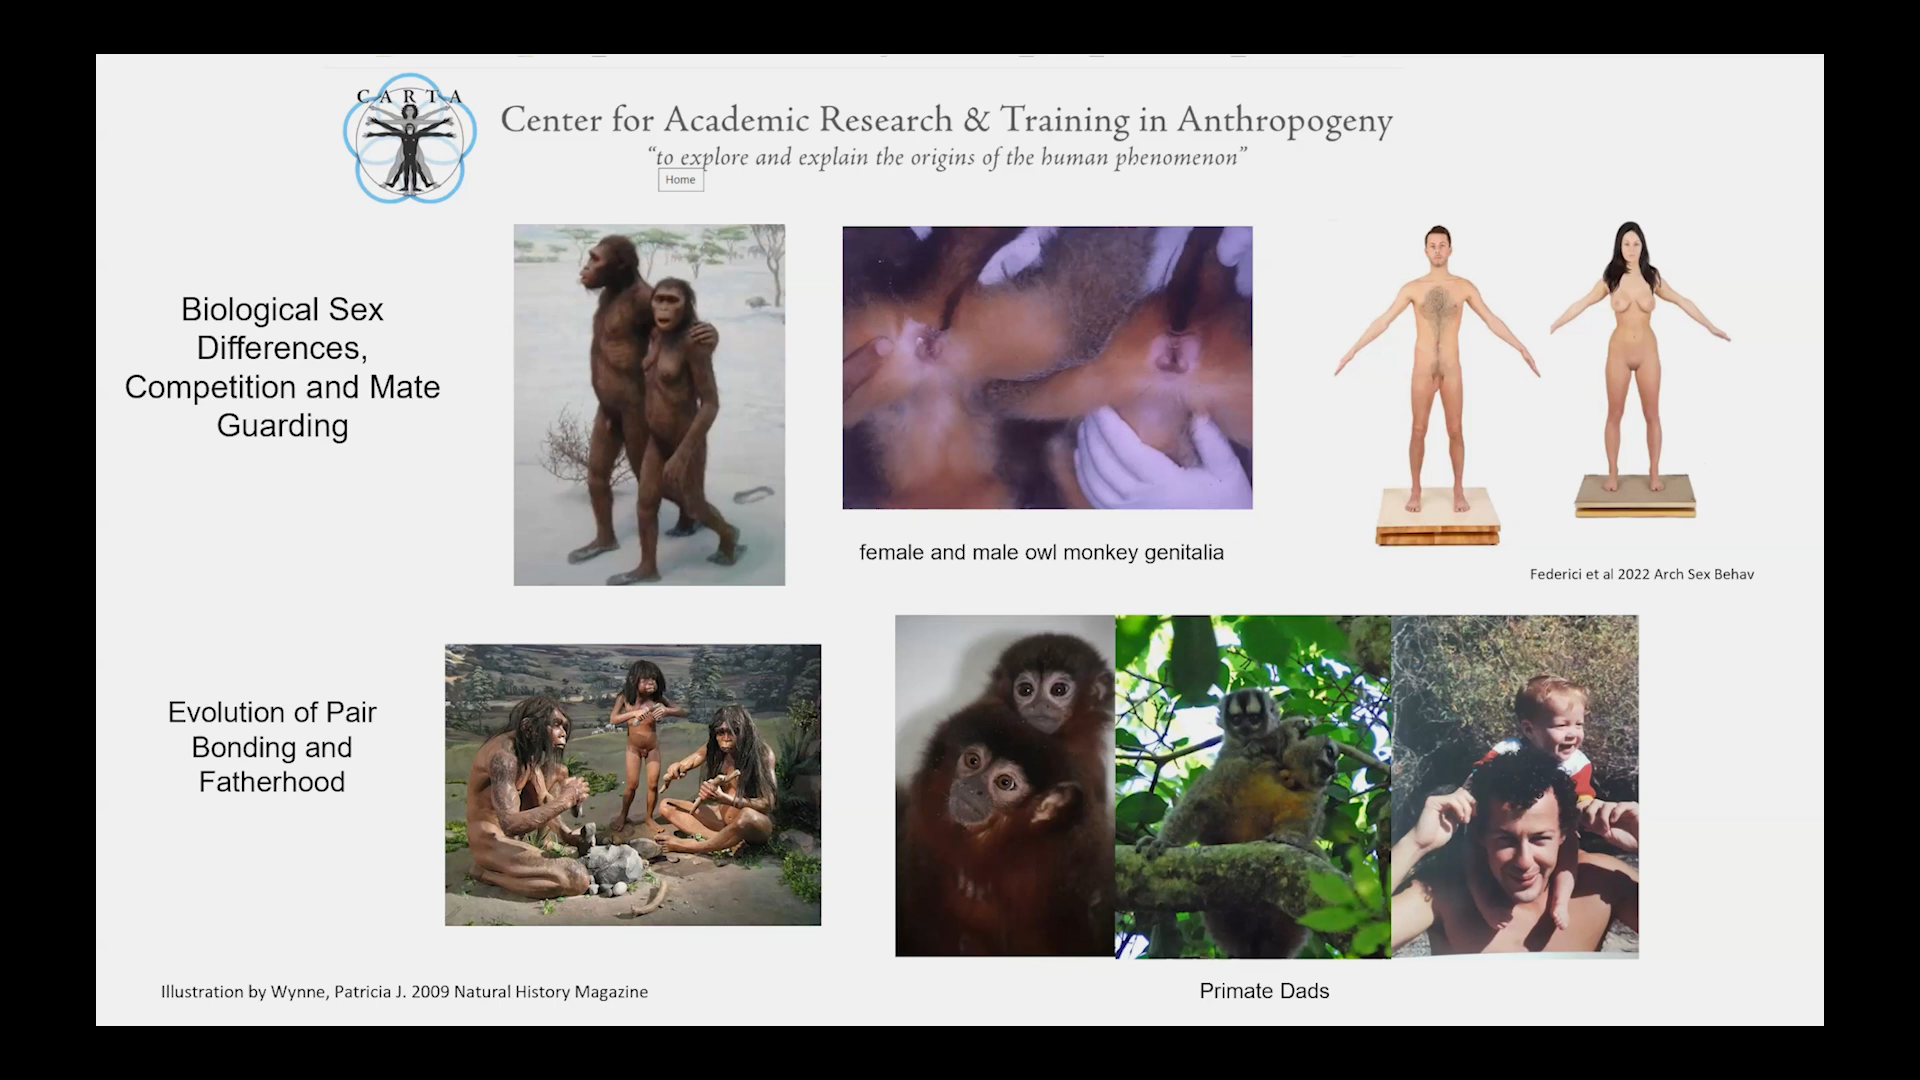 CARTA
Center for Academic Research & Training in Anthropogeny
“to explore and explain the origins of the human phenomenon”
Home
Biological Sex
Differences,
Competition and Mate
Guarding
female and male owl monkey genitalia
Federici et al 2022 Arch Sex Behav
Evolution of Pair
Bonding and
Fatherhood
Illustration by Wynne, Patricia J. 2009 Natural History Magazine
Primate Dads